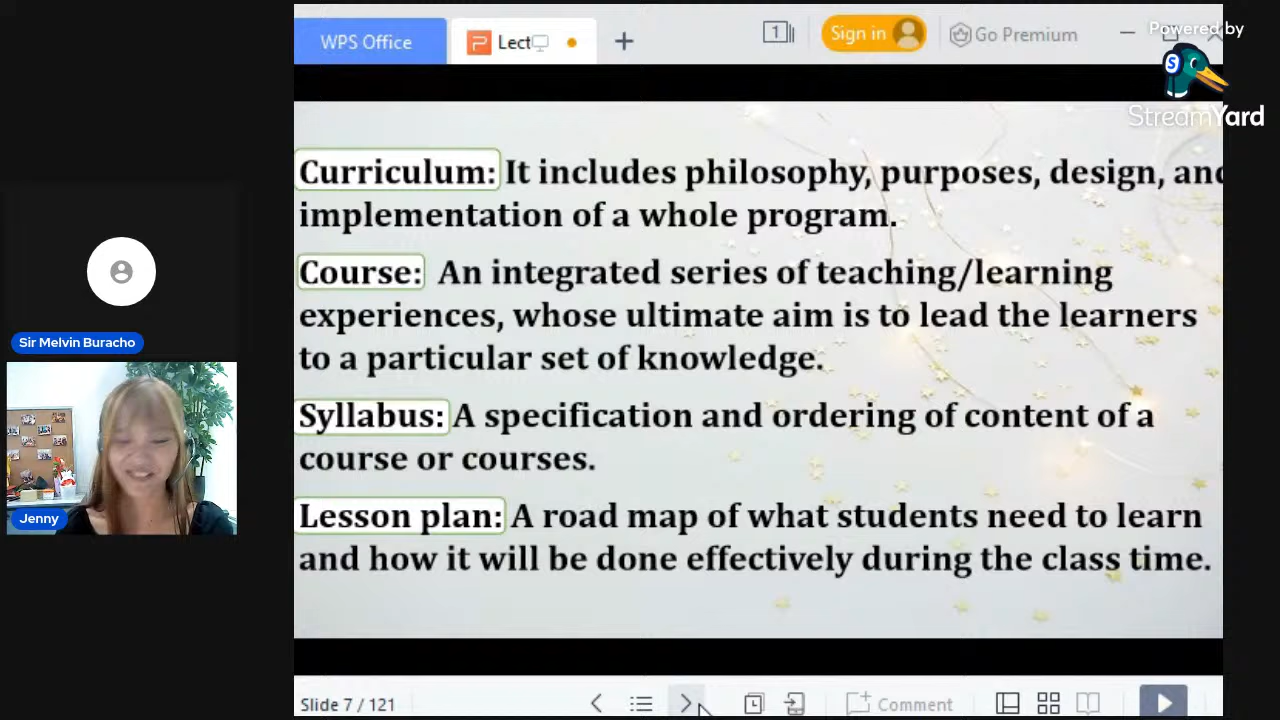 WPS Office
Lect
1
Sign in
Go Premium
Powered by
S
StreamYard
Curriculum: It includes philosophy, purposes, design, and
implementation of a whole program.
Course: An integrated series of teaching/learning
experiences, whose ultimate aim is to lead the learners
to a particular set of knowledge.
Syllabus: A specification and ordering of content of a
course or courses.
Lesson plan: A road map of what students need to learn
and how it will be done effectively during the class time.
Sir Melvin Buracho
Jenny
Slide 7 / 121
Comment